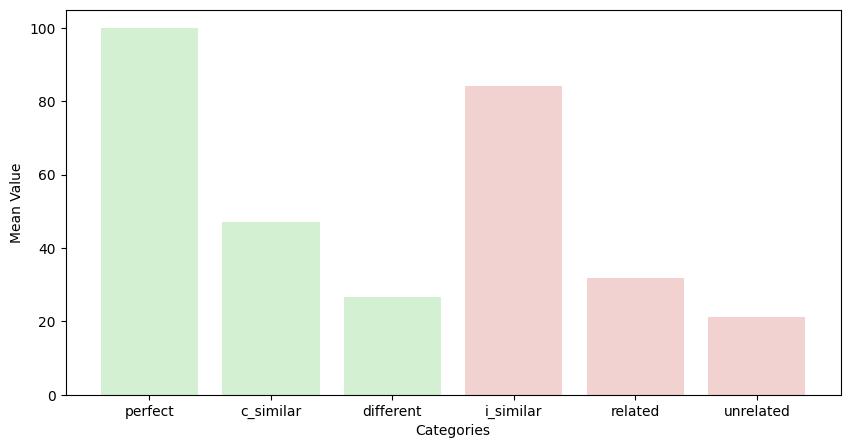 100
80
60
40
20
0
Mean Value
perfect c_similar different i_similar related unrelated
Categories